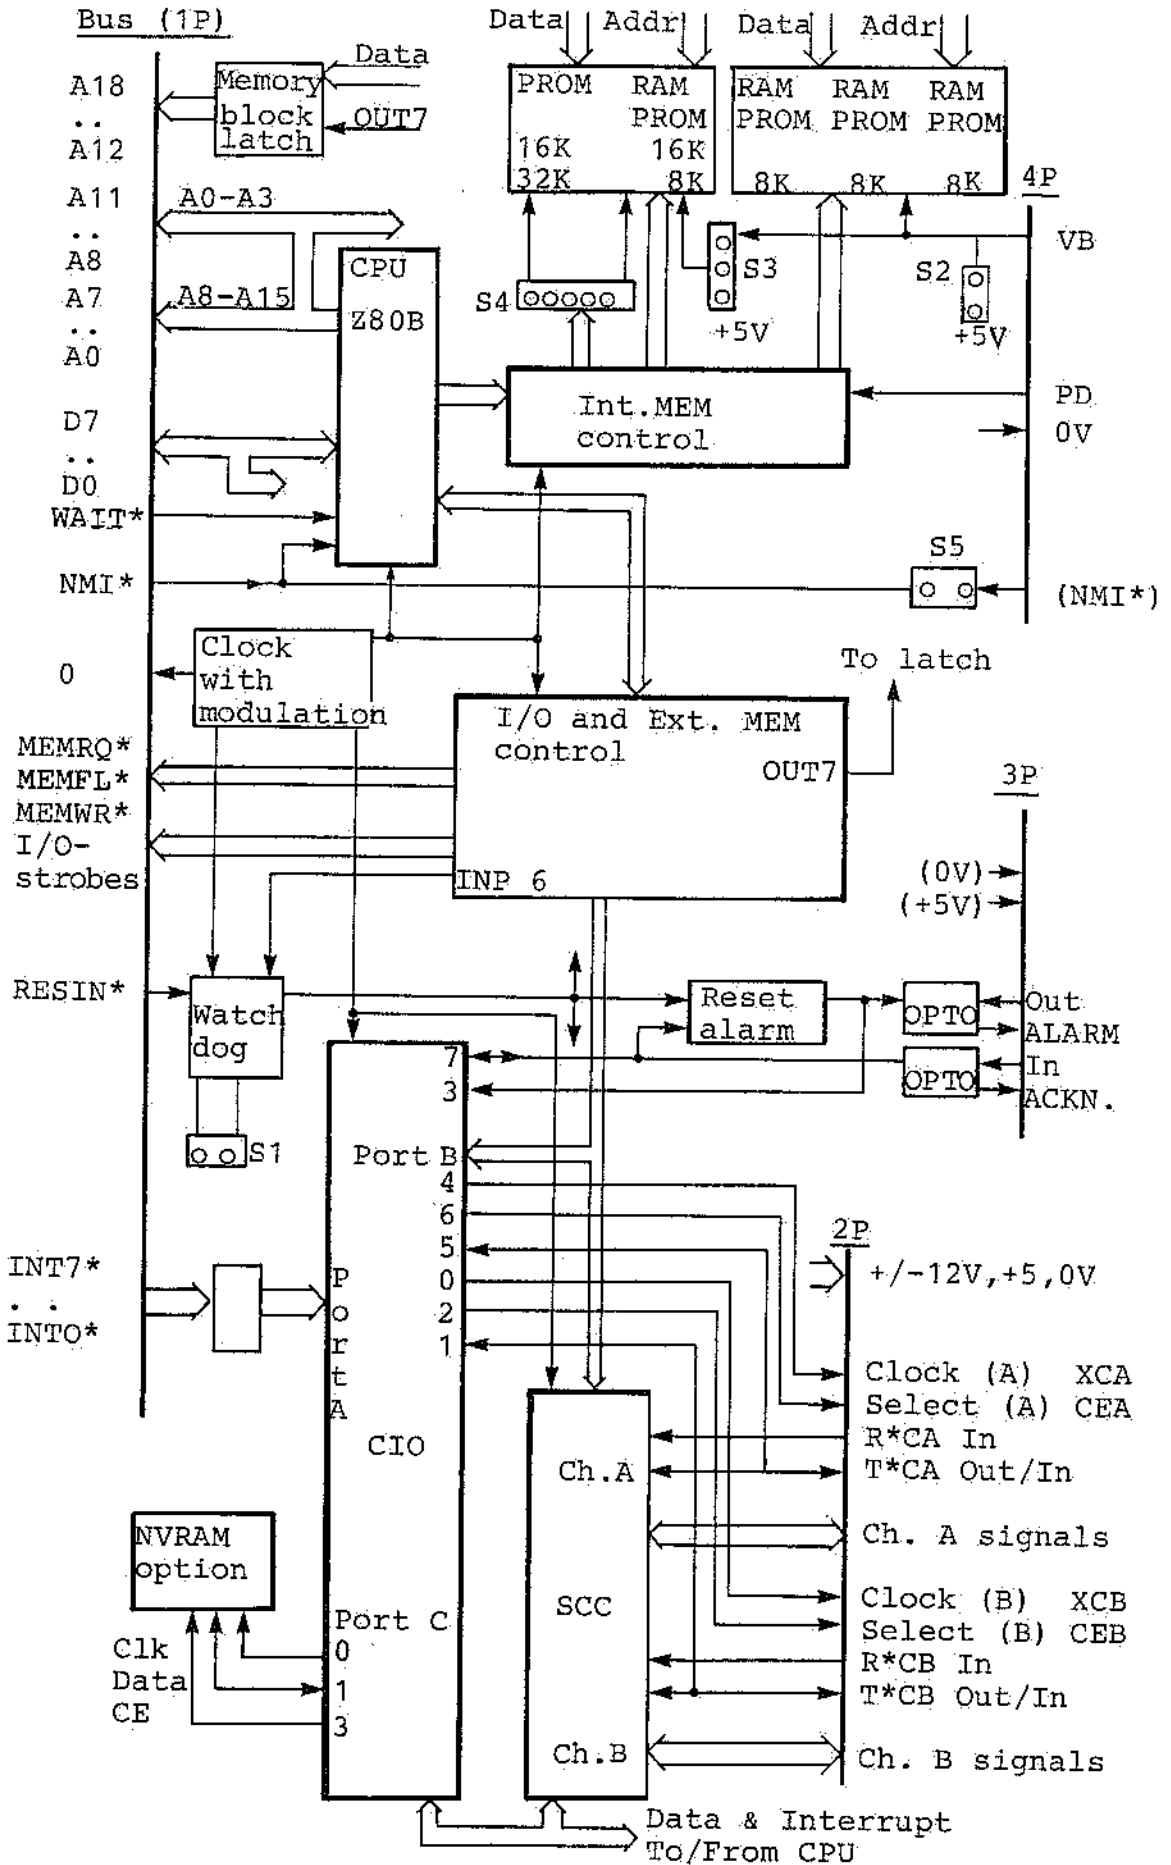 Bus (1P)
Data Addr Data Addr
A18
..
A12
Memory
block
latch
Data
OUT7
PROM RAM
PROM
16K 16K
32K 8K
RAM RAM RAM
PROM PROM PROM
8K 8K 8K
4P
A11
..
A8
A0-A3
A7
..
A0
A8-A15
CPU
Z80B
S4
S3
+5V
S2
+5V
VB
D7
..
D0
Int.MEM
control
PD
0V
WAIT*
NMI*
S5
(NMI*)
0
Clock
with
modulation
To latch
I/O and Ext. MEM
control
OUT7
INP 6
MEMRQ*
MEMFL*
MEMWR*
I/O-
strobes
3P
(0V)
(+5V)
RESIN*
Watch
dog
S1
Reset
alarm
OPTO
Out
ALARM
OPTO
In
ACKN.
7
3
Port B
4
6
5
0
2
1
INT7*
. .
INT0*
Port A
CIO
2P
+/-12V,+5,0V
Clock (A) XCA
Select (A) CEA
R*CA In
T*CA Out/In
Ch. A signals
Clock (B) XCB
Select (B) CEB
R*CB In
T*CB Out/In
Ch. B signals
Ch.A
SCC
Ch.B
NVRAM
option
Port C
0
1
3
Clk
Data
CE
Data & Interrupt
To/From CPU